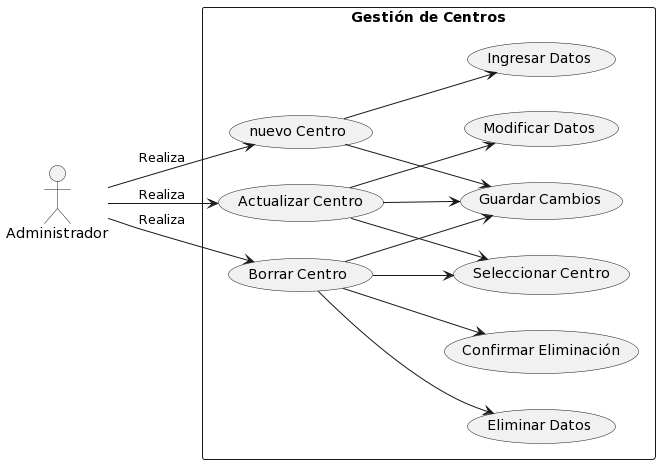 Gestión de Centros
Ingresar Datos
nuevo Centro
Modificar Datos
Realiza
Realiza
Actualizar Centro
Guardar Cambios
Realiza
Administrador
Borrar Centro
Seleccionar Centro
Confirmar Eliminación
Eliminar Datos